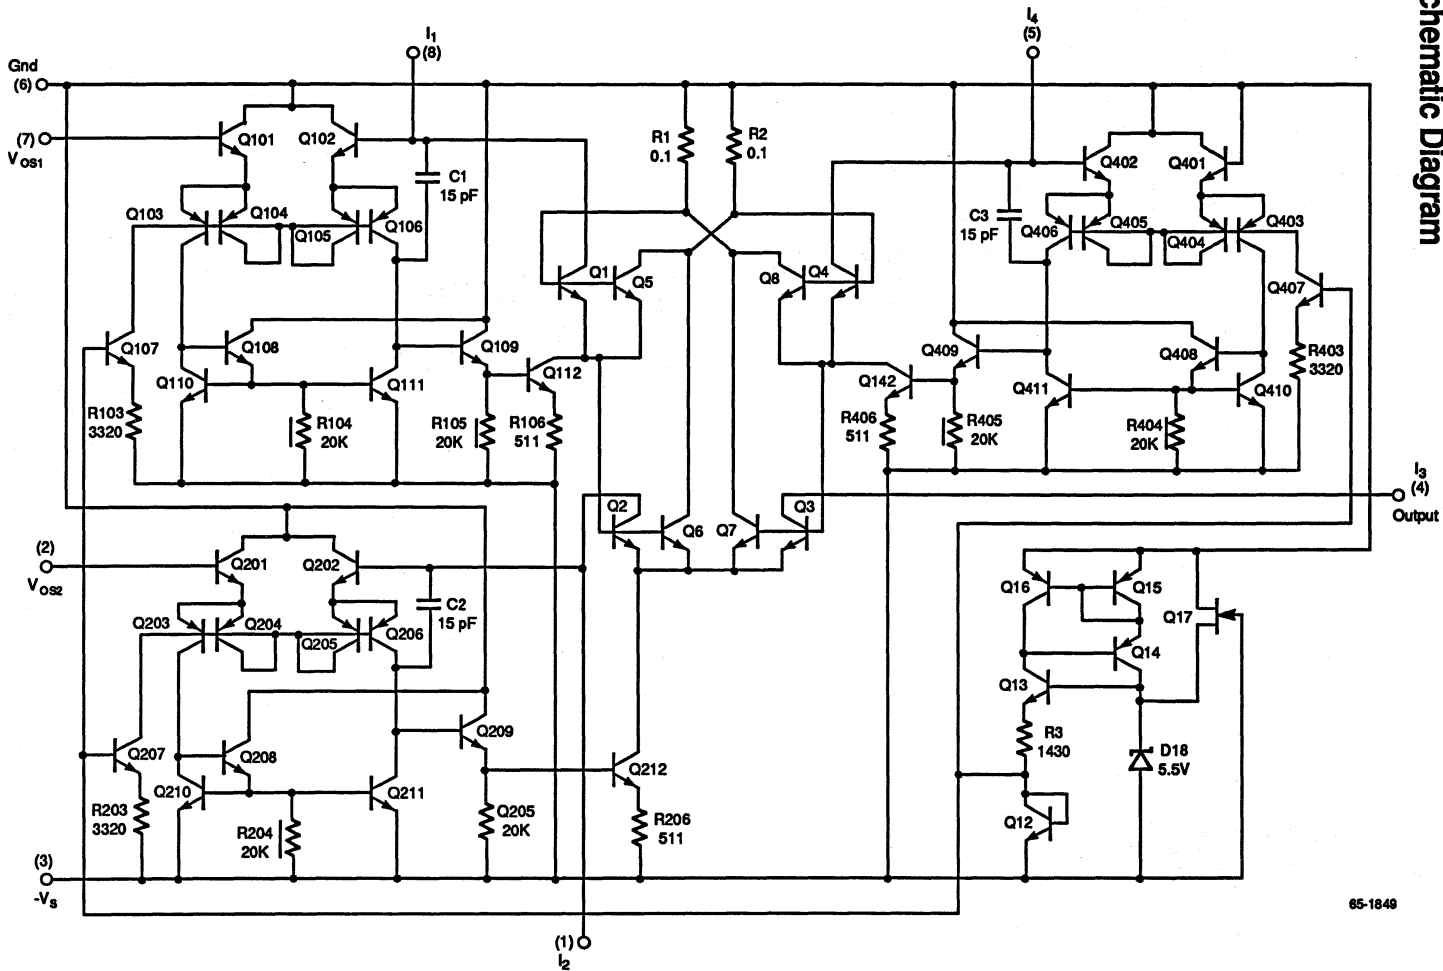 chematic Diagram
I1
(8)
I4
(5)
Gnd
(6)
(7)
VOS1
Q101
Q102
C1
15 pF
R1
0.1
R2
0.1
Q402
Q401
Q103
Q104
Q105
Q106
C3
15 pF
Q406
Q405
Q404
Q403
Q1
Q5
Q8
Q4
Q407
Q107
Q108
Q109
Q110
Q111
Q112
Q409
Q408
Q142
Q411
Q410
R403
3320
R103
3320
R104
20K
R105
20K
R106
511
R406
511
R405
20K
R404
20K
I3
(4)
Output
Q2
Q6
Q7
Q3
(2)
VOS2
Q201
Q202
C2
15 pF
Q203
Q204
Q205
Q206
Q16
Q15
Q17
Q14
Q13
R3
1430
D18
5.5V
Q207
Q208
Q209
Q210
Q211
Q212
R203
3320
R204
20K
Q205
20K
R206
511
Q12
(3)
-VS
(1)
I2
65-1849